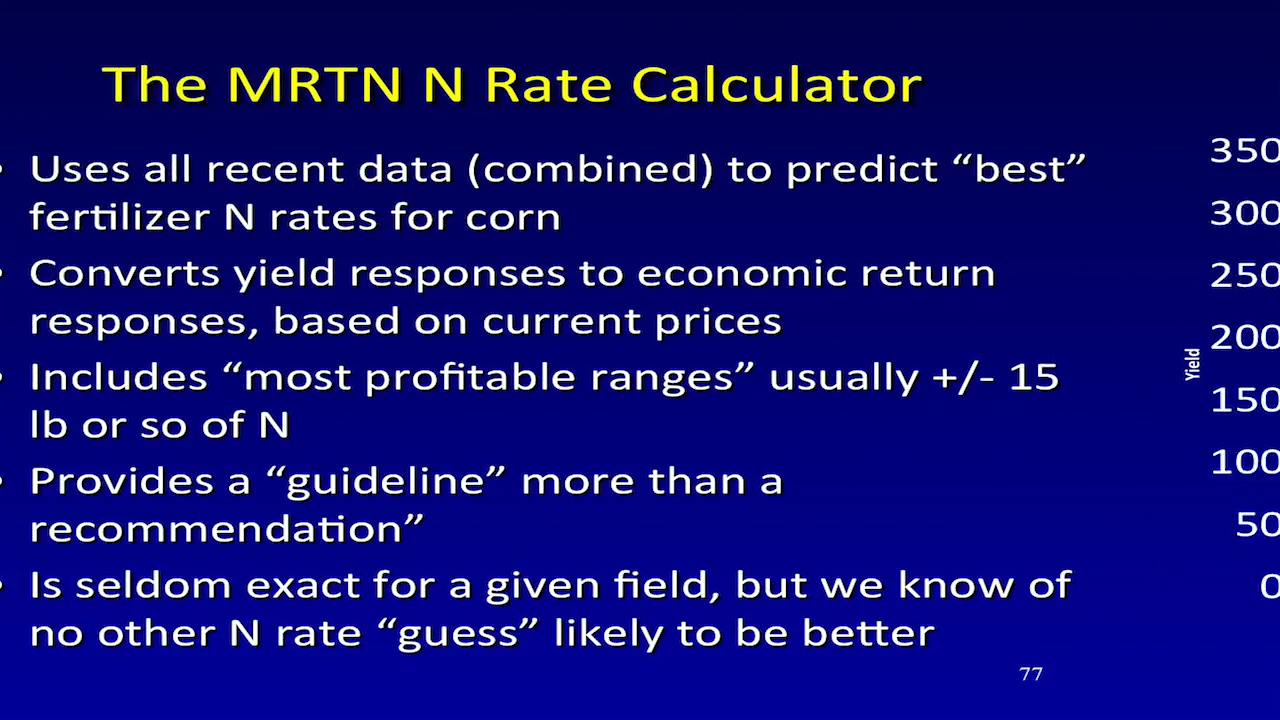 The MRTN N Rate Calculator
• Uses all recent data (combined) to predict “best”
fertilizer N rates for corn
• Converts yield responses to economic return
responses, based on current prices
• Includes “most profitable ranges” usually +/- 15
lb or so of N
• Provides a “guideline” more than a
recommendation”
• Is seldom exact for a given field, but we know of
no other N rate “guess” likely to be better
77
350
300
250
200
Yield
150
100
50
0